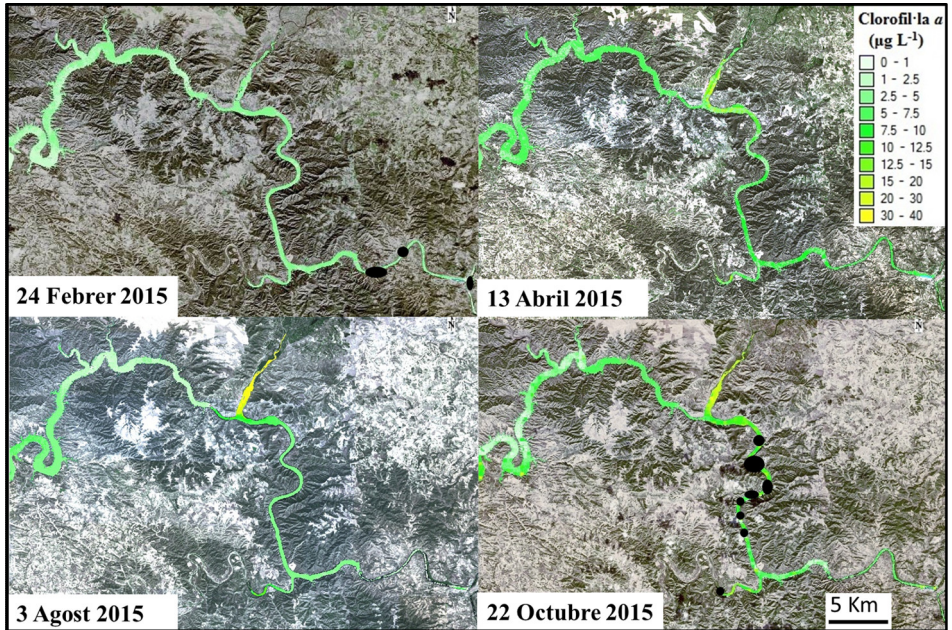 N
Clorofil·la a
(µg L-1)
0 - 1
1 - 2.5
2.5 - 5
5 - 7.5
7.5 - 10
10 - 12.5
12.5 - 15
15 - 20
20 - 30
30 - 40
24 Febrer 2015
13 Abril 2015
N
N
3 Agost 2015
22 Octubre 2015
5 Km